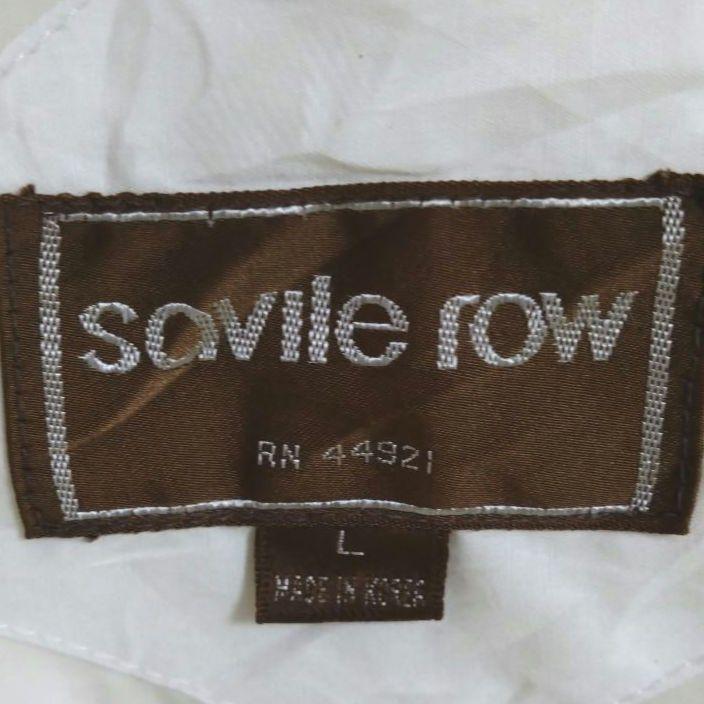 savile row
RN 44921
L
MADE IN KOREA